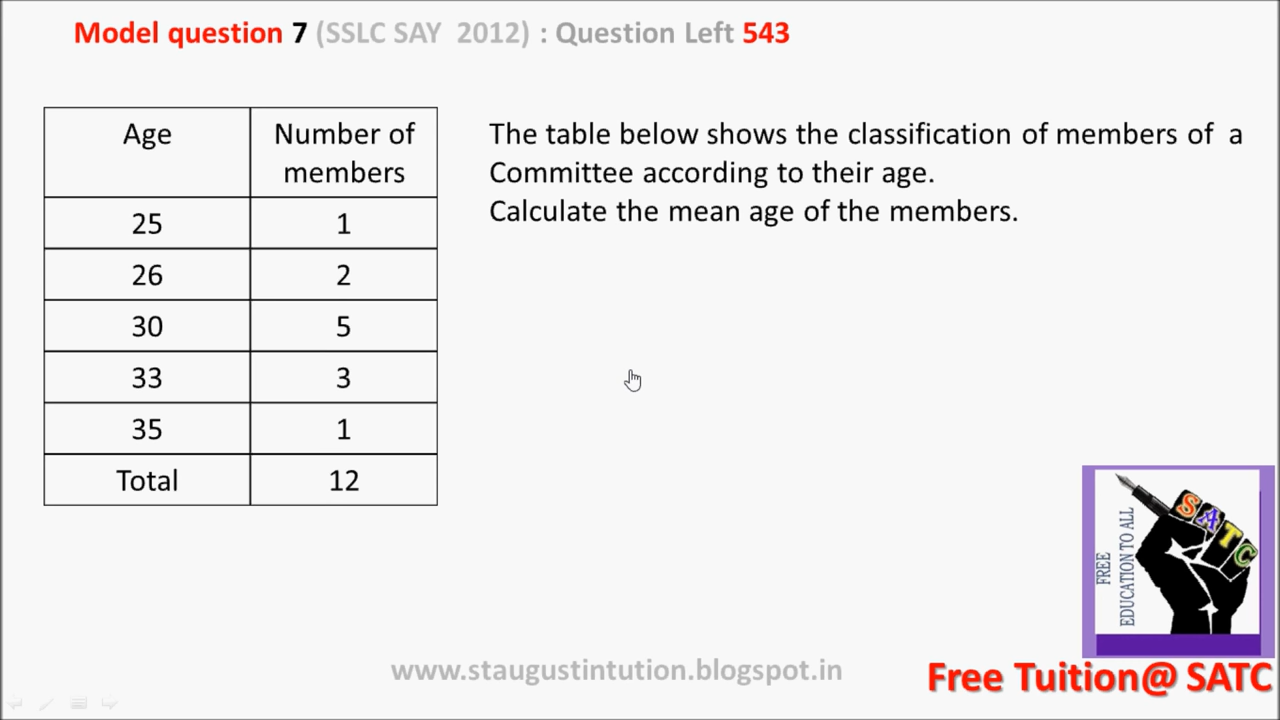 Model question 7 (SSLC SAY 2012) : Question Left 543
Age Number of members
25 1
26 2
30 5
33 3
35 1
Total 12
The table below shows the classification of members of a
Committee according to their age.
Calculate the mean age of the members.
SATC
FREE
EDUCATION TO ALL
www.staugustintution.blogspot.in
Free Tuition@ SATC